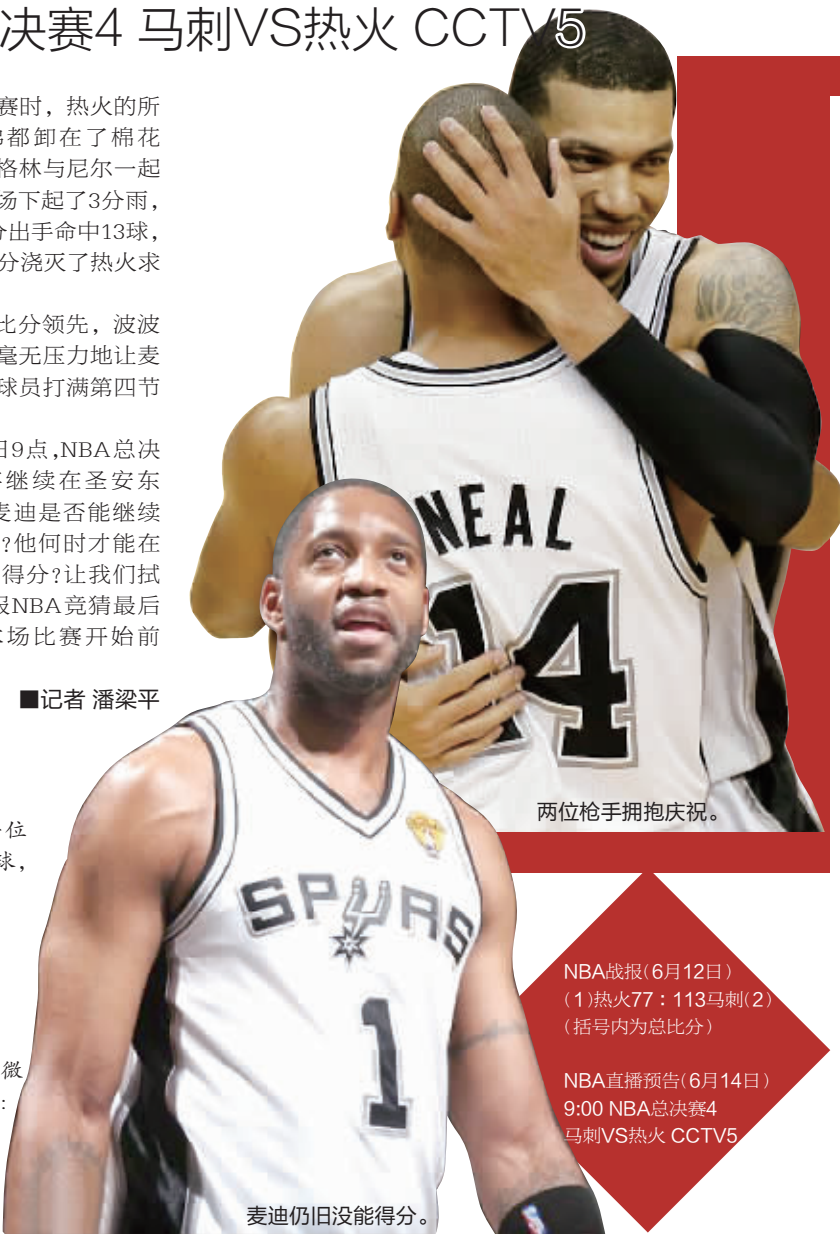 决赛4 马刺VS热火 CCTV5
赛时，热火的所
都卸在了棉花
格林与尼尔一起
场下起了3分雨，
分出手命中13球，
分浇灭了热火求
比分领先，波波
毫无压力地让麦
球员打满第四节
日9点，NBA总决
继续在圣安东
麦迪是否能继续
？他何时才能在
得分？让我们拭
报NBA竞猜最后
本场比赛开始前
■记者 潘梁平
位
球，
微
：
NEAL
14
两位枪手拥抱庆祝。
SPURS
1
麦迪仍旧没能得分。
NBA战报（6月12日）
（1）热火77：113马刺（2）
（括号内为总比分）
NBA直播预告（6月14日）
9:00 NBA总决赛4
马刺VS热火 CCTV5